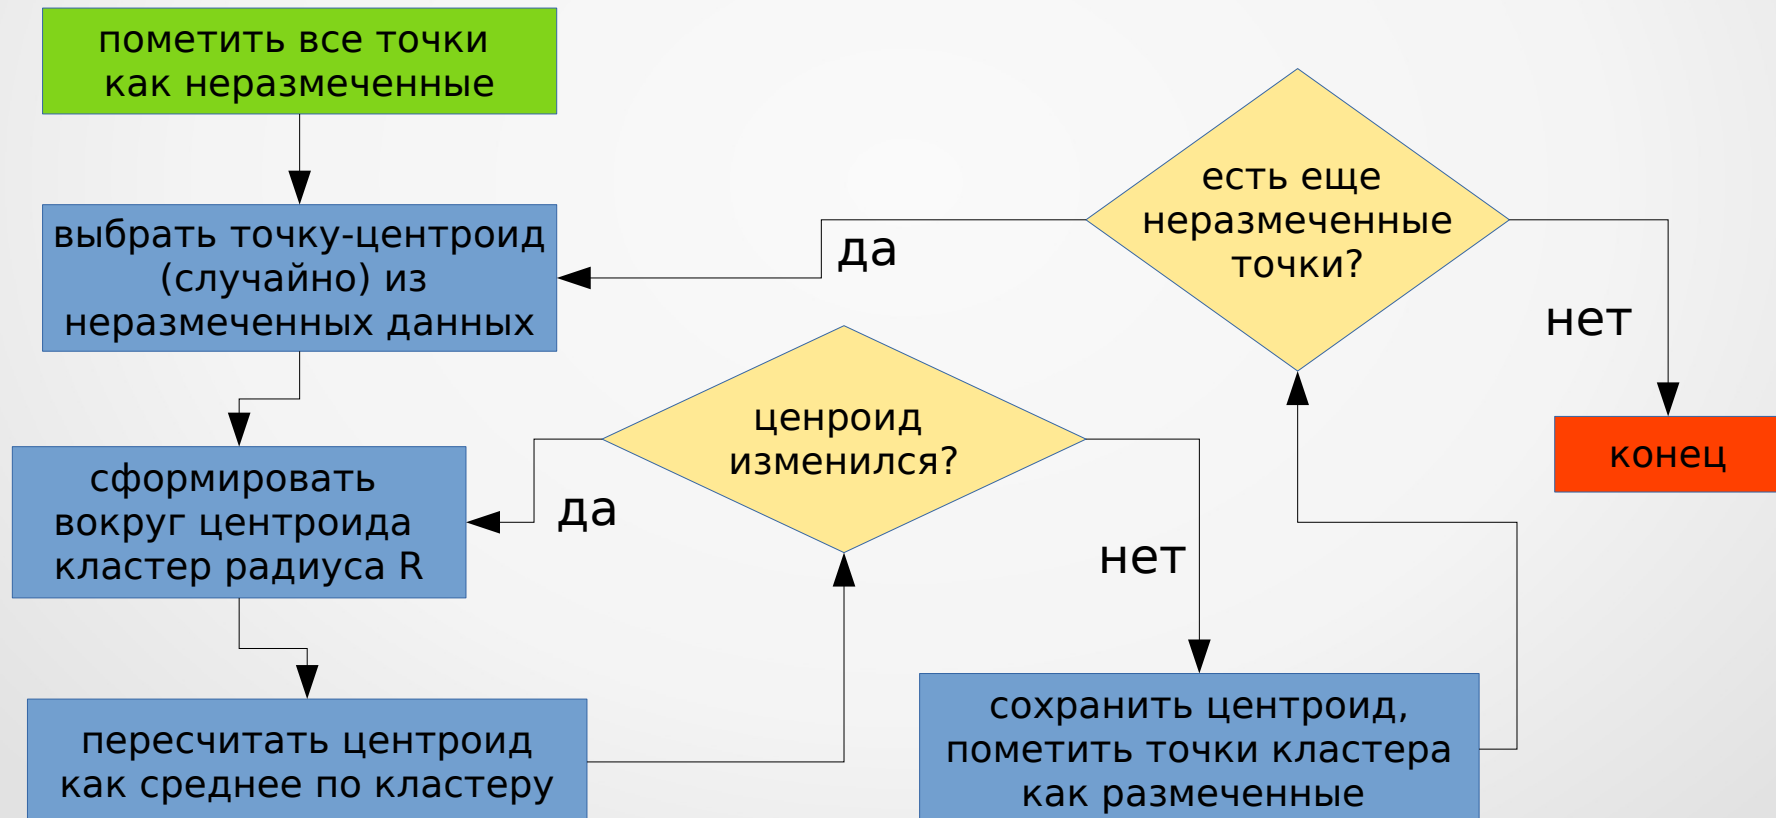 пометить все точки
как неразмеченные
выбрать точку-центроид
(случайно) из
неразмеченных данных
сформировать
вокруг центроида
кластер радиуса R
пересчитать центроид
как среднее по кластеру
ценроид
изменился?
да
нет
сохранить центроид,
пометить точки кластера
как размеченные
есть еще
неразмеченные
точки?
да
нет
конец